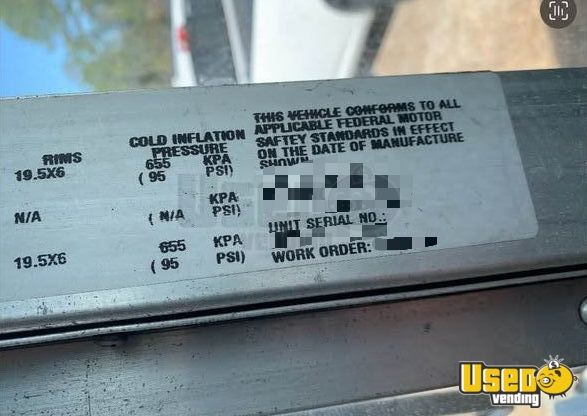 RIMS
19.5X6
N/A
19.5X6
COLD INFLATION
PRESSURE
655 KPA
( 95 PSI)
KPA
( N/A PSI)
655 KPA
( 95 PSI)
THIS VEHICLE CONFORMS TO ALL
APPLICABLE FEDERAL MOTOR
SAFTEY STANDARDS IN EFFECT
ON THE DATE OF MANUFACTURE
SHOWN
UNIT SERIAL NO.:
WORK ORDER:
Used
vending